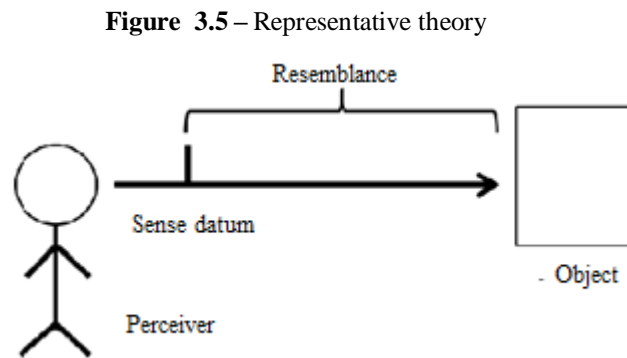 Figure 3.5 – Representative theory
Resemblance
Sense datum
- Object
Perceiver